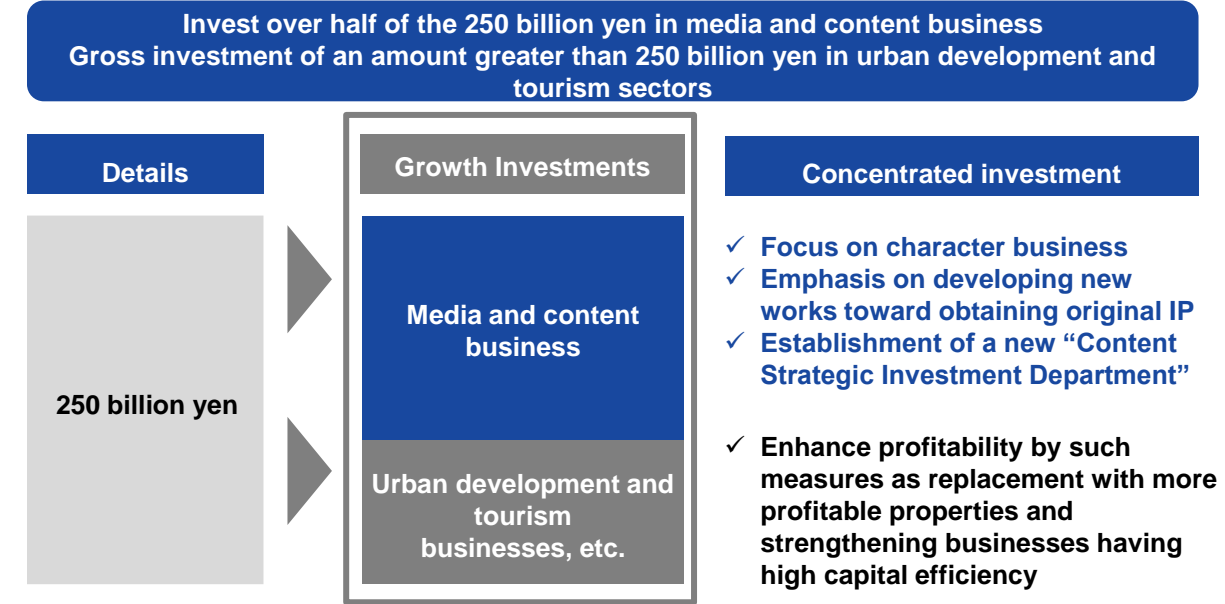 Invest over half of the 250 billion yen in media and content business
Gross investment of an amount greater than 250 billion yen in urban development and
tourism sectors
Details
250 billion yen
Growth Investments
Media and content
business
Urban development and
tourism
businesses, etc.
Concentrated investment
✓ Focus on character business
✓ Emphasis on developing new
works toward obtaining original IP
✓ Establishment of a new “Content
Strategic Investment Department”
✓ Enhance profitability by such
measures as replacement with more
profitable properties and
strengthening businesses having
high capital efficiency